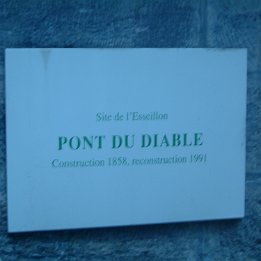 Site de l'Esseillon
PONT DU DIABLE
Construction 1858, reconstruction 1991